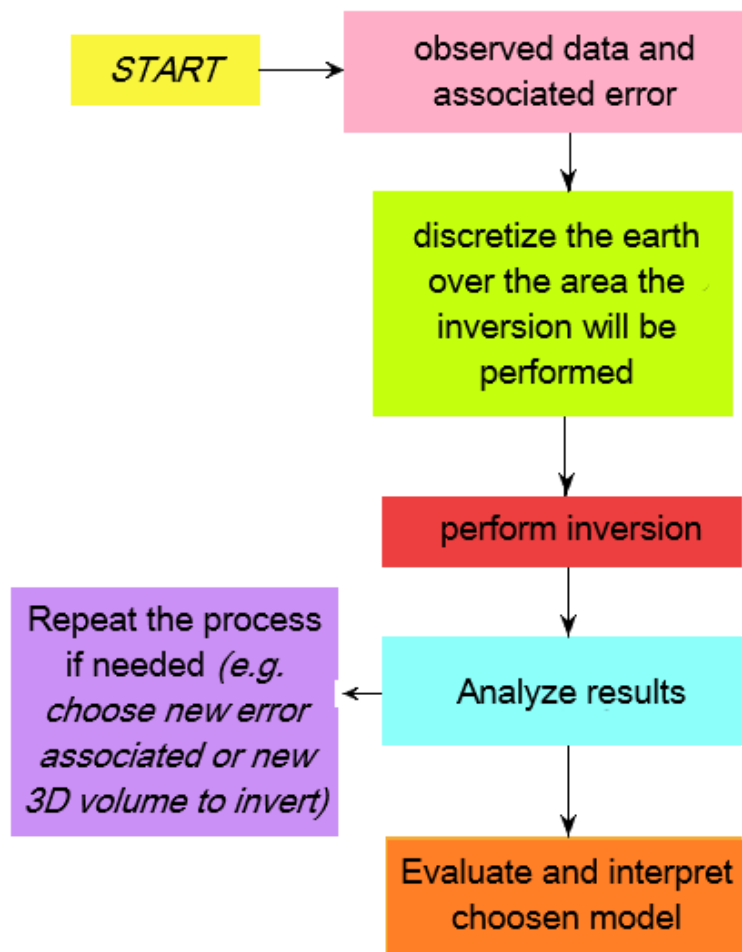 START
observed data and
associated error
discretize the earth
over the area the
inversion will be
performed
perform inversion
Analyze results
Repeat the process
if needed (e.g.
choose new error
associated or new
3D volume to invert)
Evaluate and interpret
choosen model